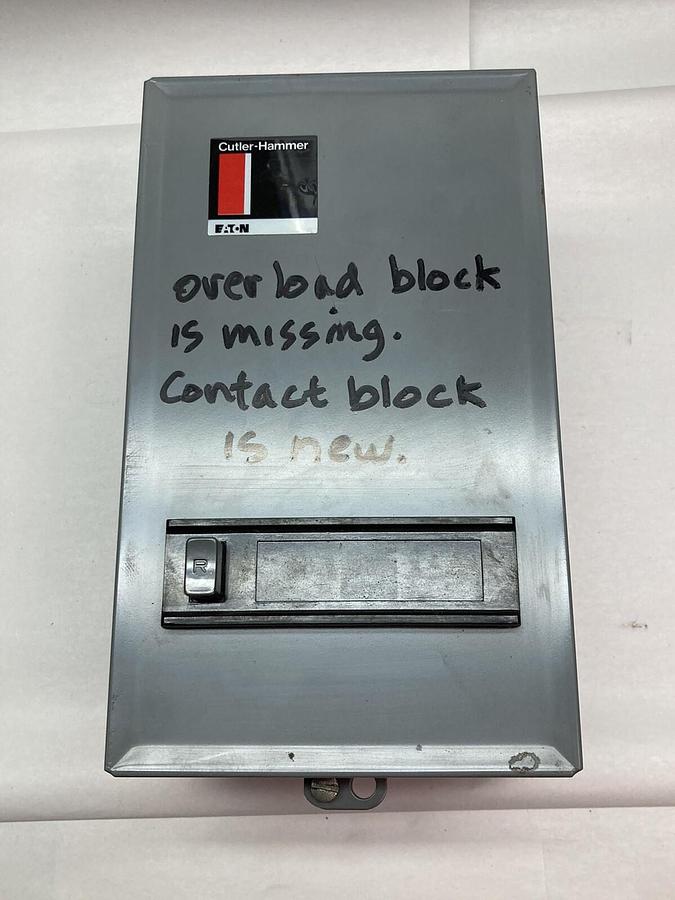 Cutler-Hammer
EATON
over load block
is missing.
Contact block
is new.
R